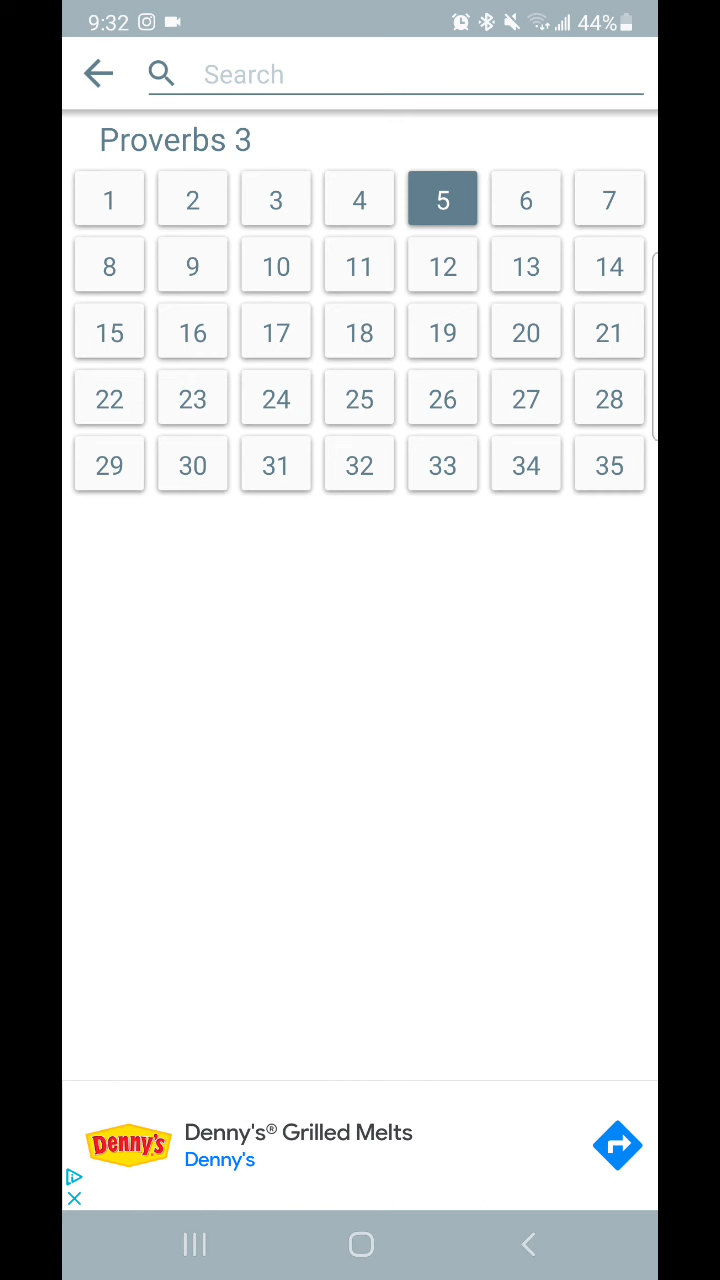 9:32 44%
Search
Proverbs 3
1 2 3 4 5 6 7
8 9 10 11 12 13 14
15 16 17 18 19 20 21
22 23 24 25 26 27 28
29 30 31 32 33 34 35
Denny's
Denny's® Grilled Melts
Denny's